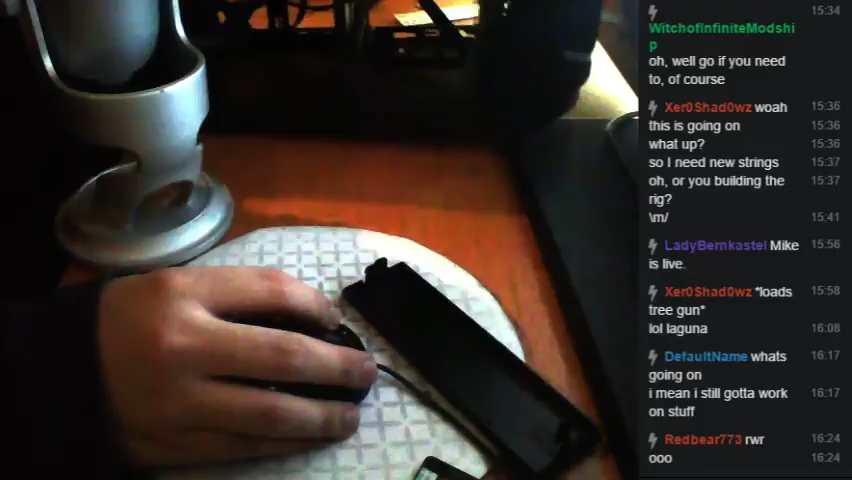 15:34
WitchofInfiniteModshi
p
oh, well go if you need
to, of course
Xer0Shad0wz woah 15:36
this is going on 15:36
what up? 15:36
so I need new strings 15:37
oh, or you building the 15:37
rig?
\m/ 15:41
LadyBernkastel Mike 15:56
is live.
Xer0Shad0wz *loads 15:58
tree gun*
lol laguna 16:08
DefaultName whats 16:17
going on
i mean i still gotta work 16:17
on stuff
Redbear773 rwr 16:24
ooo 16:24